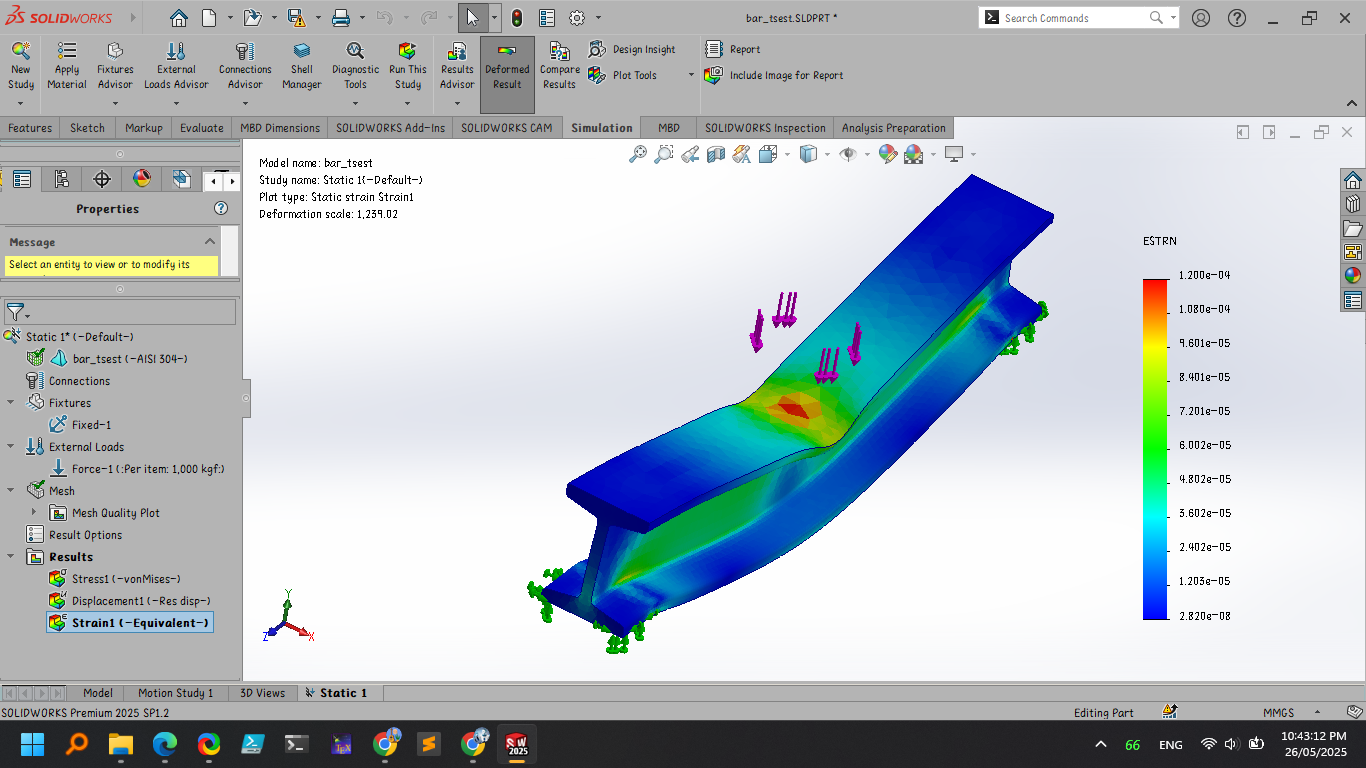 SOLIDWORKS
bar_tsest.SLDPRT *
Search Commands
New Study
Apply Material
Fixtures Advisor
External Loads Advisor
Connections Advisor
Shell Manager
Diagnostic Tools
Run This Study
Results Advisor
Deformed Result
Compare Results
Design Insight
Plot Tools
Report
Include Image for Report
Features
Sketch
Markup
Evaluate
MBD Dimensions
SOLIDWORKS Add-Ins
SOLIDWORKS CAM
Simulation
MBD
SOLIDWORKS Inspection
Analysis Preparation
Properties
Message
Select an entity to view or to modify its
Static 1* (-Default-)
bar_tsest (-AISI 304-)
Connections
Fixtures
Fixed-1
External Loads
Force-1 (:Per item: 1,000 kgf:)
Mesh
Mesh Quality Plot
Result Options
Results
Stress1 (-vonMises-)
Displacement1 (-Res disp-)
Strain1 (-Equivalent-)
Model name: bar_tsest
Study name: Static 1(-Default-)
Plot type: Static strain Strain1
Deformation scale: 1,239.02
ESTRN
1.200e-04
1.080e-04
9.601e-05
8.401e-05
7.201e-05
6.002e-05
4.802e-05
3.602e-05
2.402e-05
1.203e-05
2.820e-08
Y
Z
X
Model
Motion Study 1
3D Views
Static 1
SOLIDWORKS Premium 2025 SP1.2
Editing Part
MMGS
66
ENG
10:43:12 PM
26/05/2025